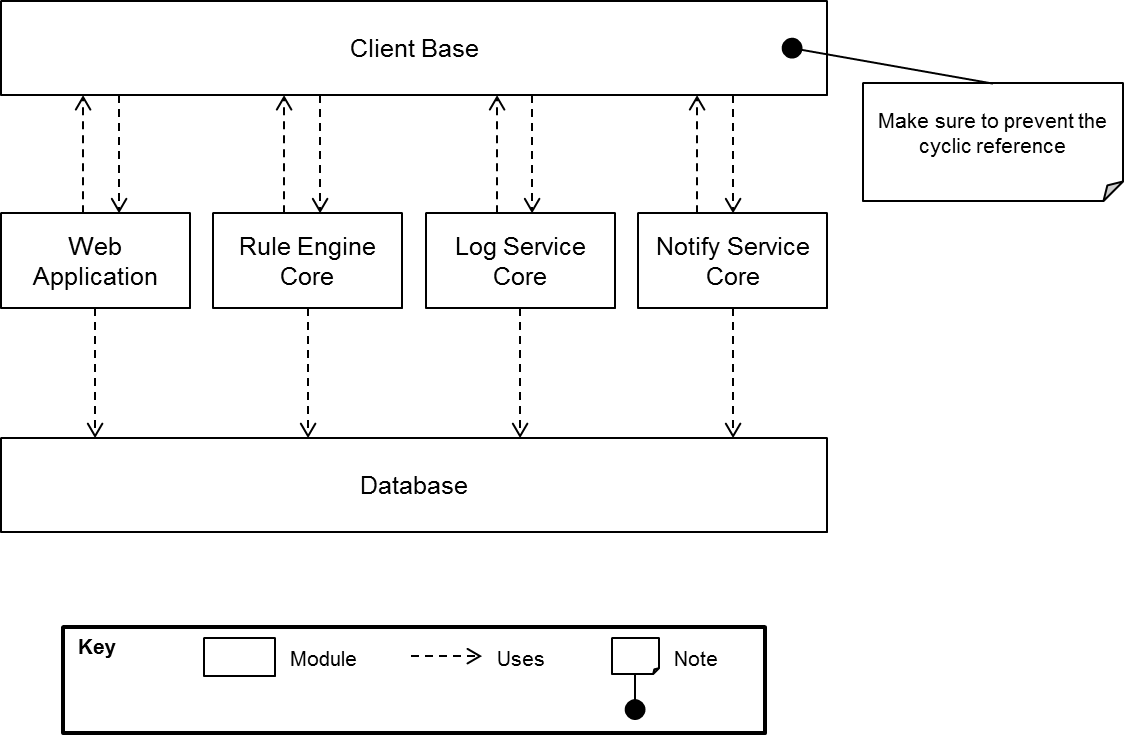 Client Base
Make sure to prevent the
cyclic reference
Web
Application
Rule Engine
Core
Log Service
Core
Notify Service
Core
Database
Key
Module
Uses
Note